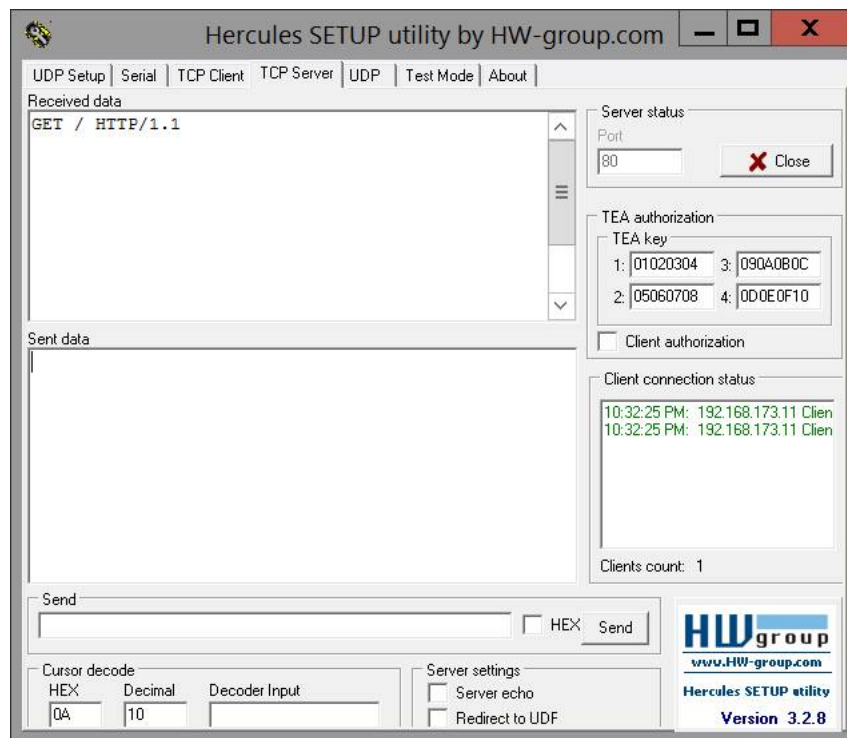 Hercules SETUP utility by HW-group.com
UDP Setup Serial TCP Client TCP Server UDP Test Mode About
Received data
GET / HTTP/1.1
Server status
Port
80
Close
TEA authorization
TEA key
1: 01020304 3: 090A0B0C
2: 05060708 4: 0D0E0F10
Client authorization
Sent data
Client connection status
10:32:25 PM: 192.168.173.11 Clien
10:32:25 PM: 192.168.173.11 Clien
Clients count: 1
Send
HEX Send
Cursor decode
HEX Decimal Decoder Input
0A 10
Server settings
Server echo
Redirect to UDF
HWgroup
www.HW-group.com
Hercules SETUP utility
Version 3.2.8